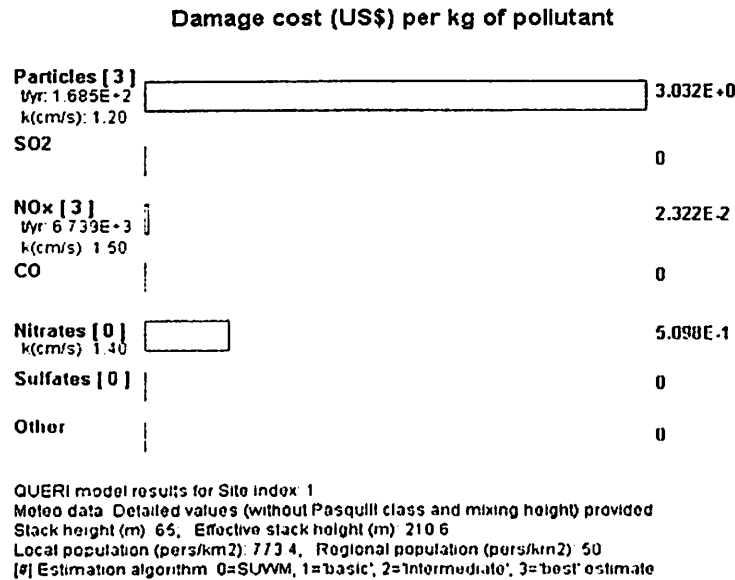 Damage cost (US$) per kg of pollutant
Particles [ 3 ]
t/yr: 1.685E+2
k(cm/s): 1.20
3.032E+0
SO2
0
NOx [ 3 ]
t/yr: 6.739E+3
k(cm/s) 1.50
2.322E-2
CO
0
Nitrates [ 0 ]
k(cm/s) 1.40
5.098E-1
Sulfates [ 0 ]
0
Other
0
QUERI model results for Site index: 1
Meteo data Detailed values (without Pasquill class and mixing height) provided
Stack height (m) 65; Effective stack height (m) 210.6
Local population (pers/km2): 773.4, Regional population (pers/km2) 50
[#] Estimation algorithm 0=SUWM, 1='basic', 2='Intermediate', 3='best' estimate